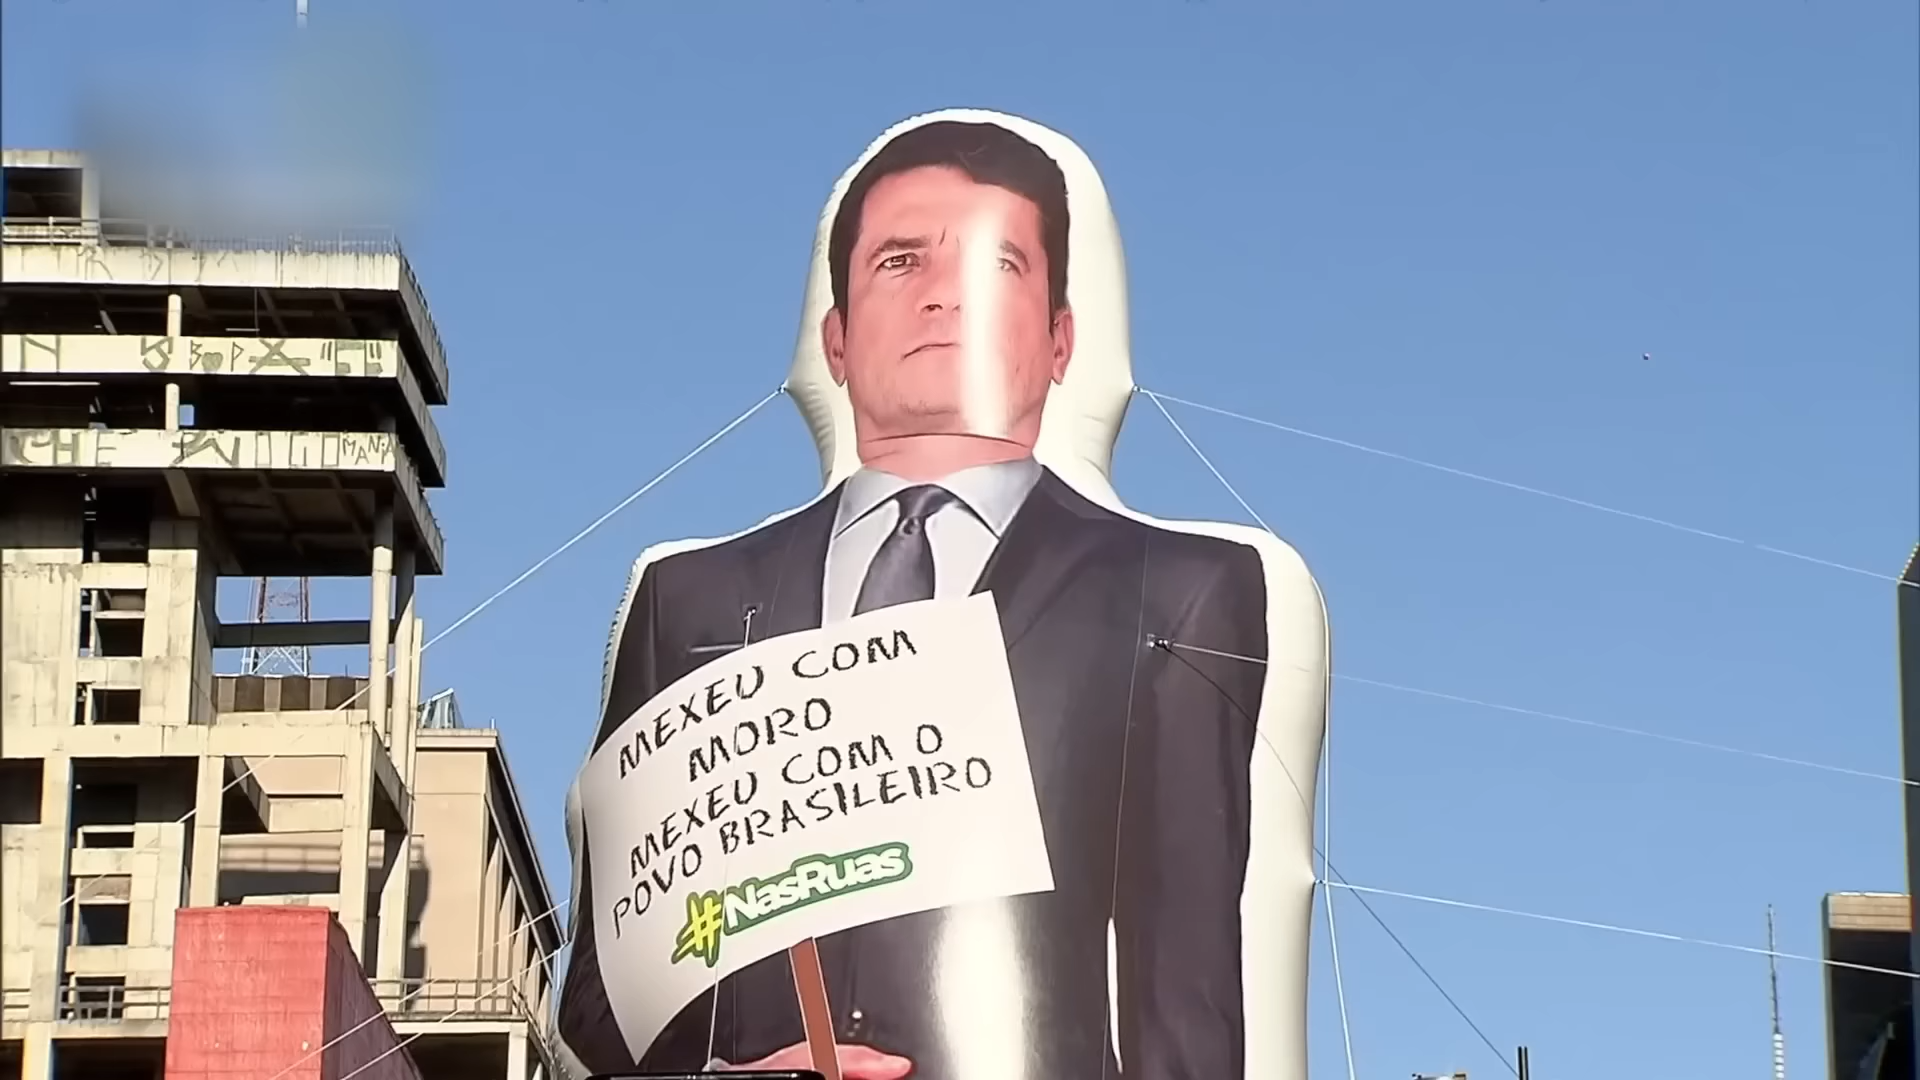 MEXEU COM
MORO
MEXEU COM O
POVO BRASILEIRO
#NasRuas